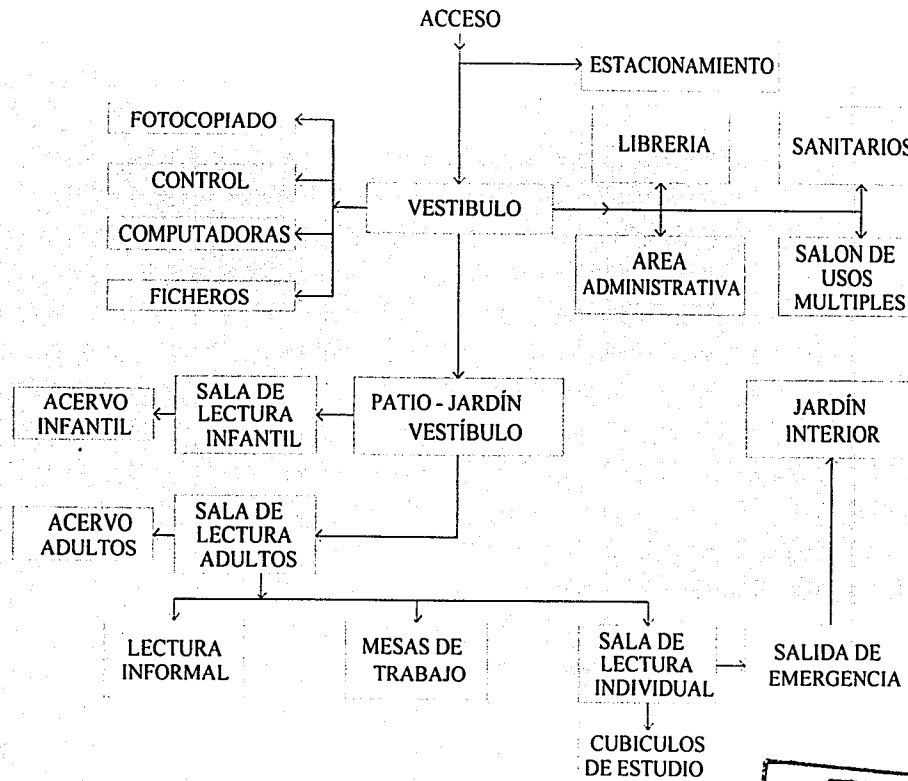 ACCESO
ESTACIONAMIENTO
FOTOCOPIADO
CONTROL
COMPUTADORAS
FICHEROS
VESTIBULO
LIBRERIA
SANITARIOS
AREA
ADMINISTRATIVA
SALON DE
USOS
MULTIPLES
ACERVO
INFANTIL
SALA DE
LECTURA
INFANTIL
PATIO - JARDÍN
VESTÍBULO
JARDÍN
INTERIOR
ACERVO
ADULTOS
SALA DE
LECTURA
ADULTOS
LECTURA
INFORMAL
MESAS DE
TRABAJO
SALA DE
LECTURA
INDIVIDUAL
SALIDA DE
EMERGENCIA
CUBICULOS
DE ESTUDIO